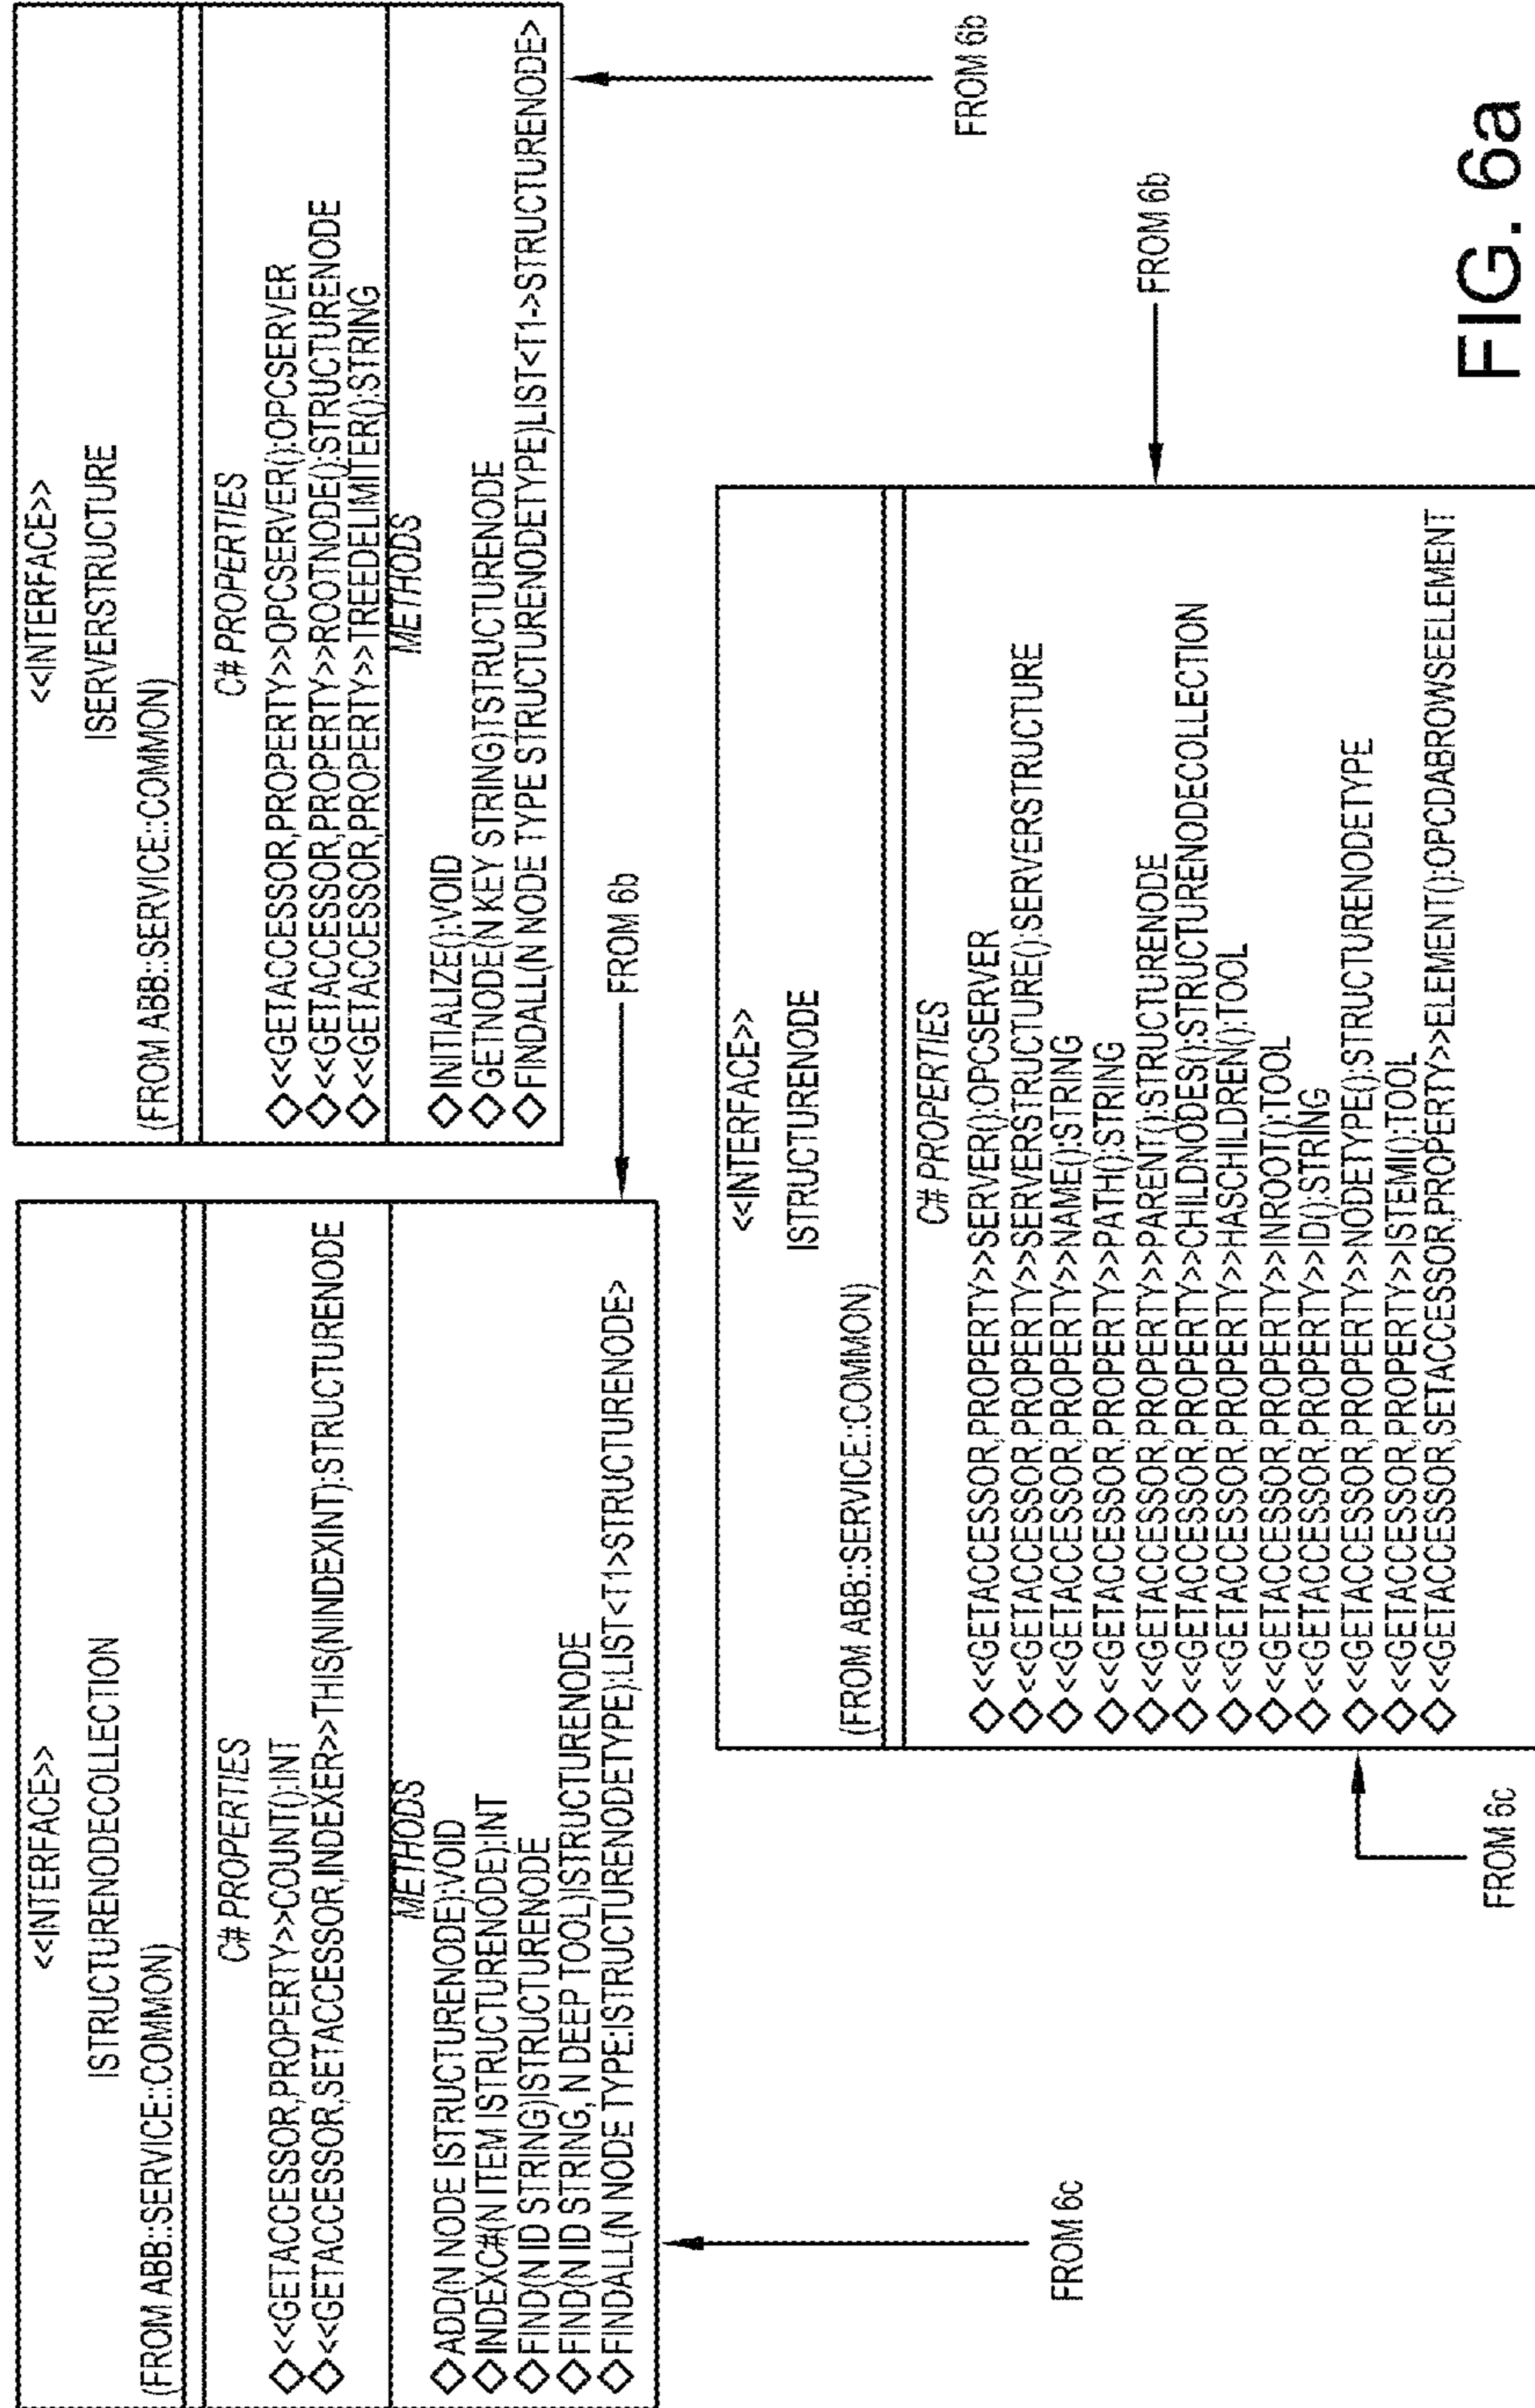 <<INTERFACE>>
ISTRUCTURENODECOLLECTION
(FROM ABB::SERVICE::COMMON)
C# PROPERTIES
◇<<GETACCESSOR,PROPERTY>>COUNT():INT
◇<<GETACCESSOR,SETACCESSOR,INDEXER>>THIS(NINDEXINT):STRUCTURENODE
METHODS
◇ADD(N NODE ISTRUCTURENODE):VOID
◇INDEXC#(N ITEM ISTRUCTURENODE):INT
◇FIND(N ID STRING)ISTRUCTURENODE
◇FIND(N ID STRING, N DEEP TOOL)ISTRUCTURENODE
◇FINDALL(N NODE TYPE:ISTRUCTURENODETYPE):LIST<T1>STRUCTURENODE>
FROM 6c
FROM 6b
<<INTERFACE>>
ISERVERSTRUCTURE
(FROM ABB::SERVICE::COMMON)
C# PROPERTIES
◇<<GETACCESSOR,PROPERTY>>OPCSERVER():OPCSERVER
◇<<GETACCESSOR,PROPERTY>>ROOTNODE():STRUCTURENODE
◇<<GETACCESSOR,PROPERTY>>TREEDELIMITER():STRING
METHODS
◇INITIALIZE():VOID
◇GETNODE(N KEY STRING)TSTRUCTURENODE
◇FINDALL(N NODE TYPE STRUCTURENODETYPE)LIST<T1->STRUCTURENODE>
FROM 6b
<<INTERFACE>>
ISTRUCTURENODE
(FROM ABB::SERVICE::COMMON)
C# PROPERTIES
◇<<GETACCESSOR,PROPERTY>>SERVER():OPCSERVER
◇<<GETACCESSOR,PROPERTY>>SERVERSTRUCTURE():SERVERSTRUCTURE
◇<<GETACCESSOR,PROPERTY>>NAME():STRING
◇<<GETACCESSOR,PROPERTY>>PATH():STRING
◇<<GETACCESSOR,PROPERTY>>PARENT():STRUCTURENODE
◇<<GETACCESSOR,PROPERTY>>CHILDNODES():STRUCTURENODECOLLECTION
◇<<GETACCESSOR,PROPERTY>>HASCHILDREN():TOOL
◇<<GETACCESSOR,PROPERTY>>INROOT():TOOL
◇<<GETACCESSOR,PROPERTY>>ID():STRING
◇<<GETACCESSOR,PROPERTY>>NODETYPE():STRUCTURENODETYPE
◇<<GETACCESSOR,PROPERTY>>ISTEMI():TOOL
◇<<GETACCESSOR,SETACCESSOR,PROPERTY>>ELEMENT():OPCDABROWSEELEMENT
FROM 6c
FROM 6b
FIG. 6a